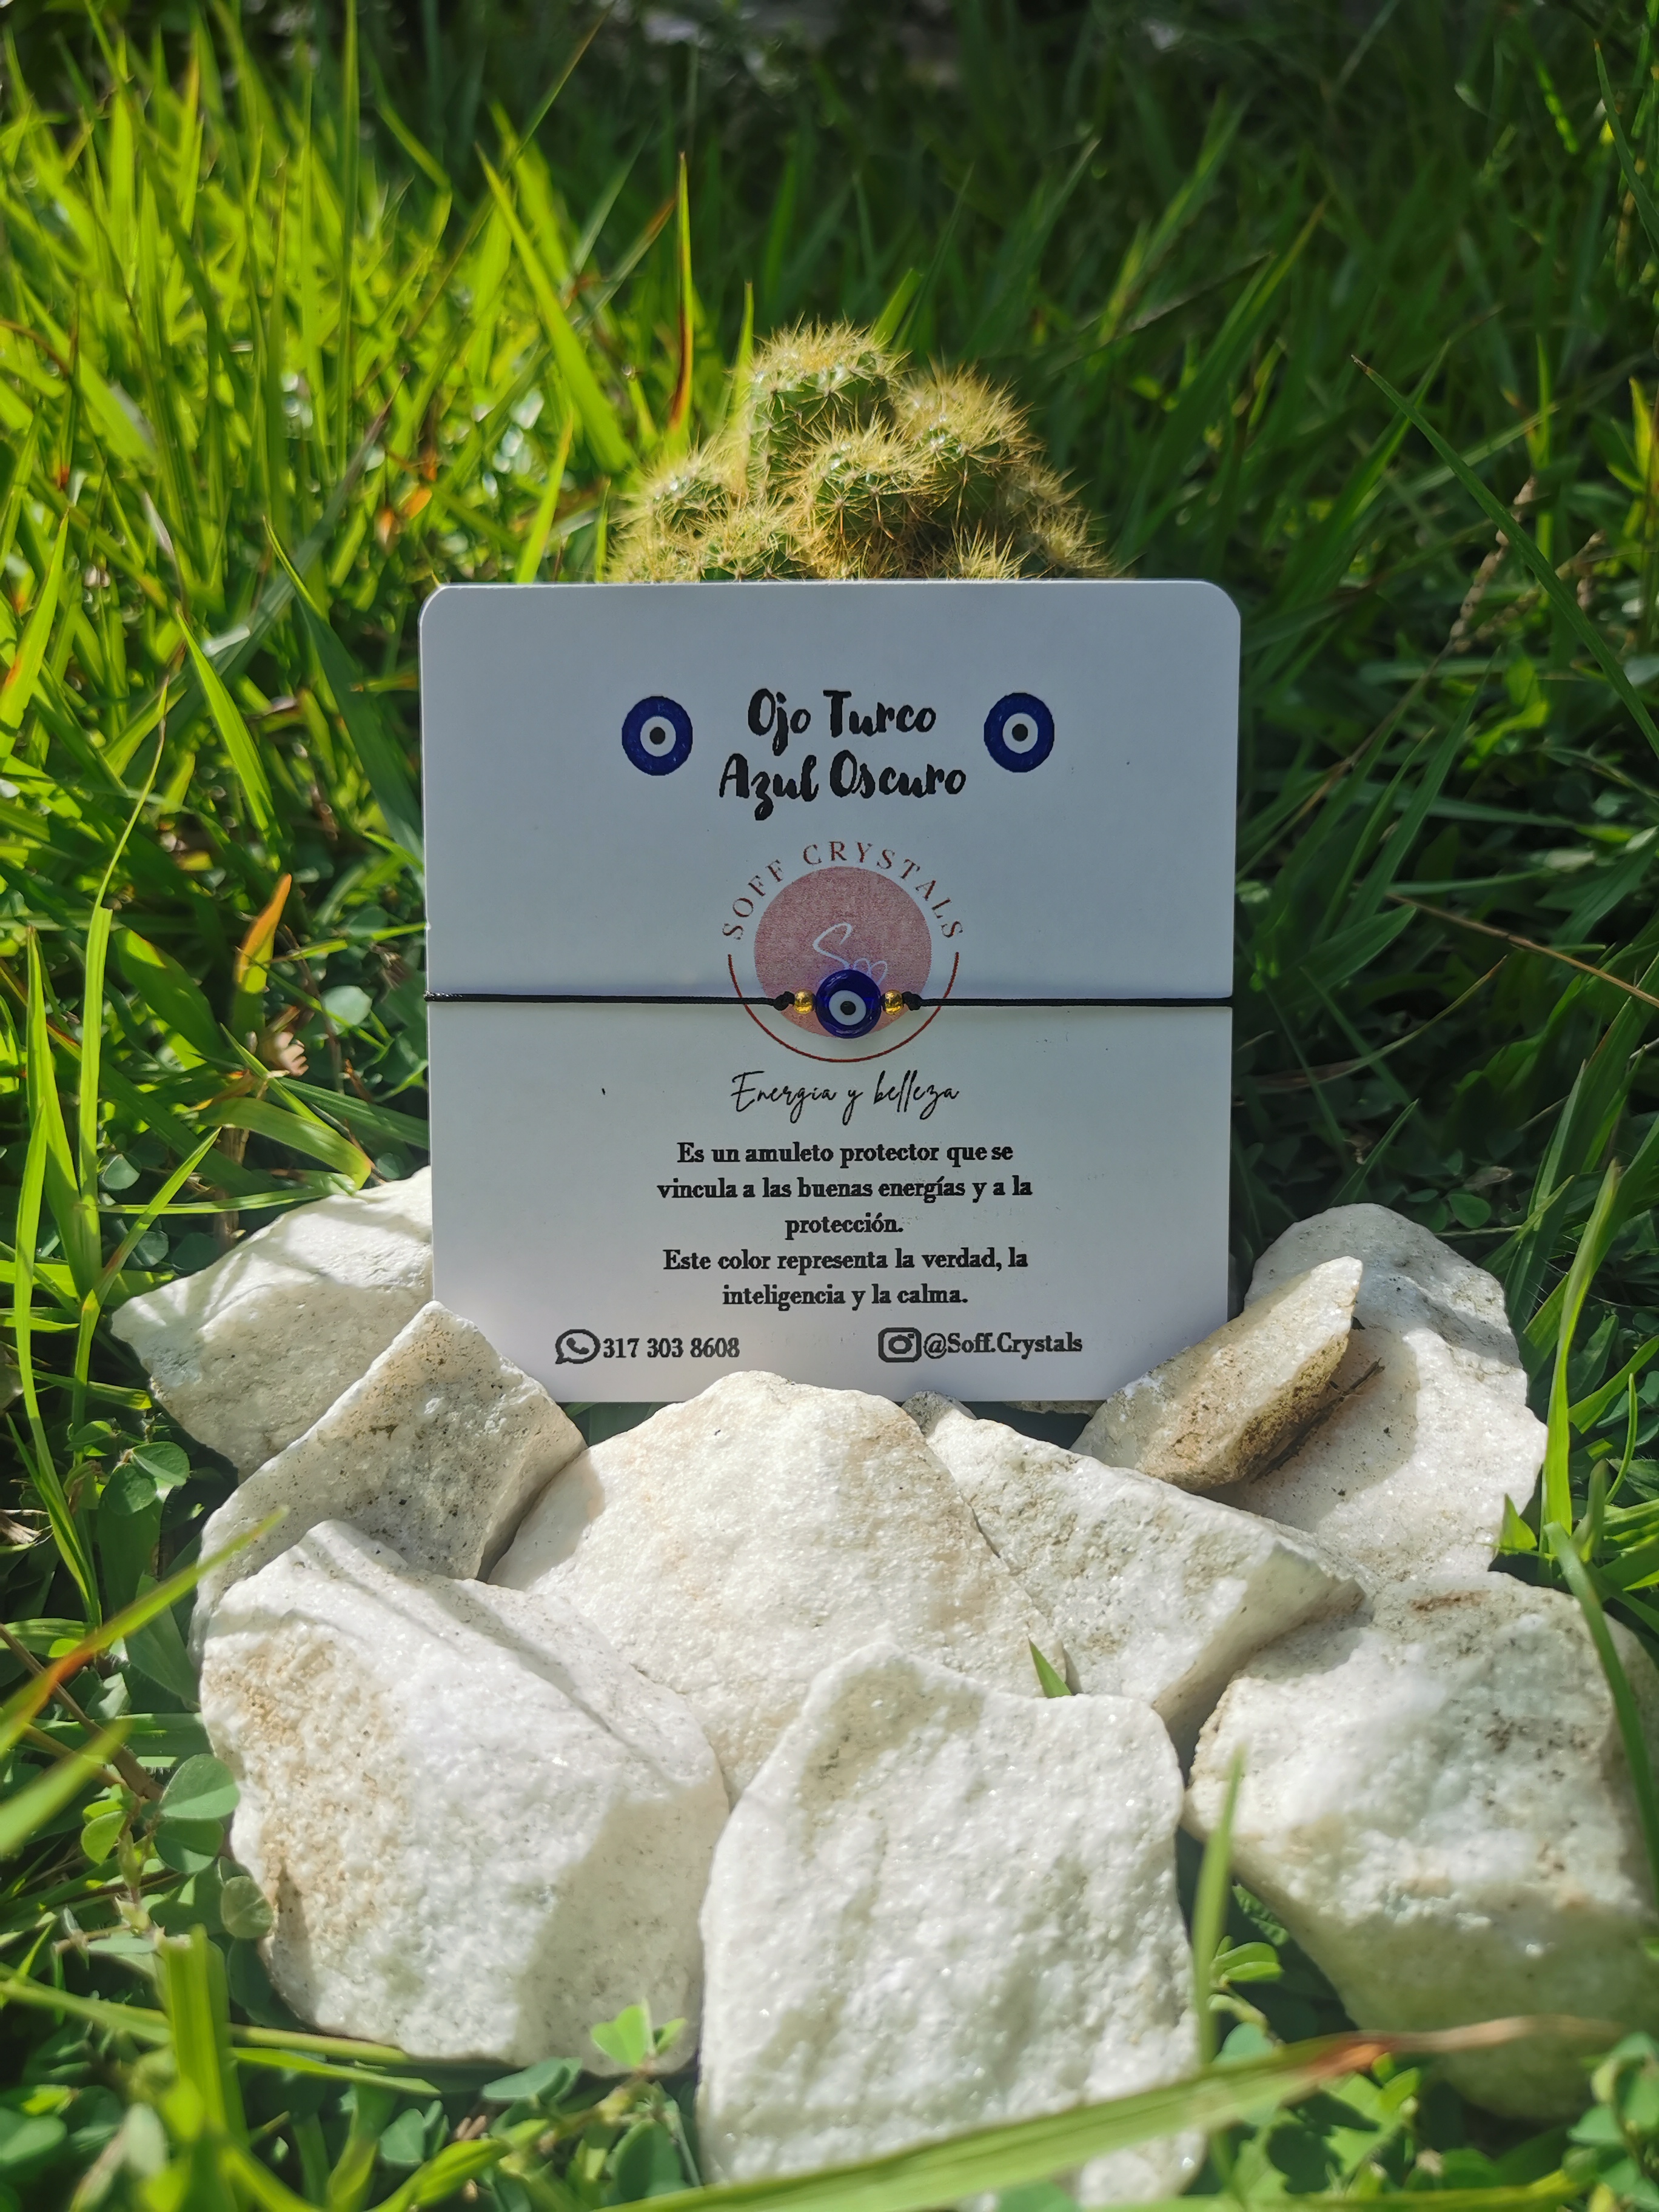 Ojo Turco
Azul Oscuro
SOFF CRYSTALS
Energia y belleza
Es un amuleto protector que se
vincula a las buenas energías y a la
protección.
Este color representa la verdad, la
inteligencia y la calma.
317 303 8608
@Soff.Crystals